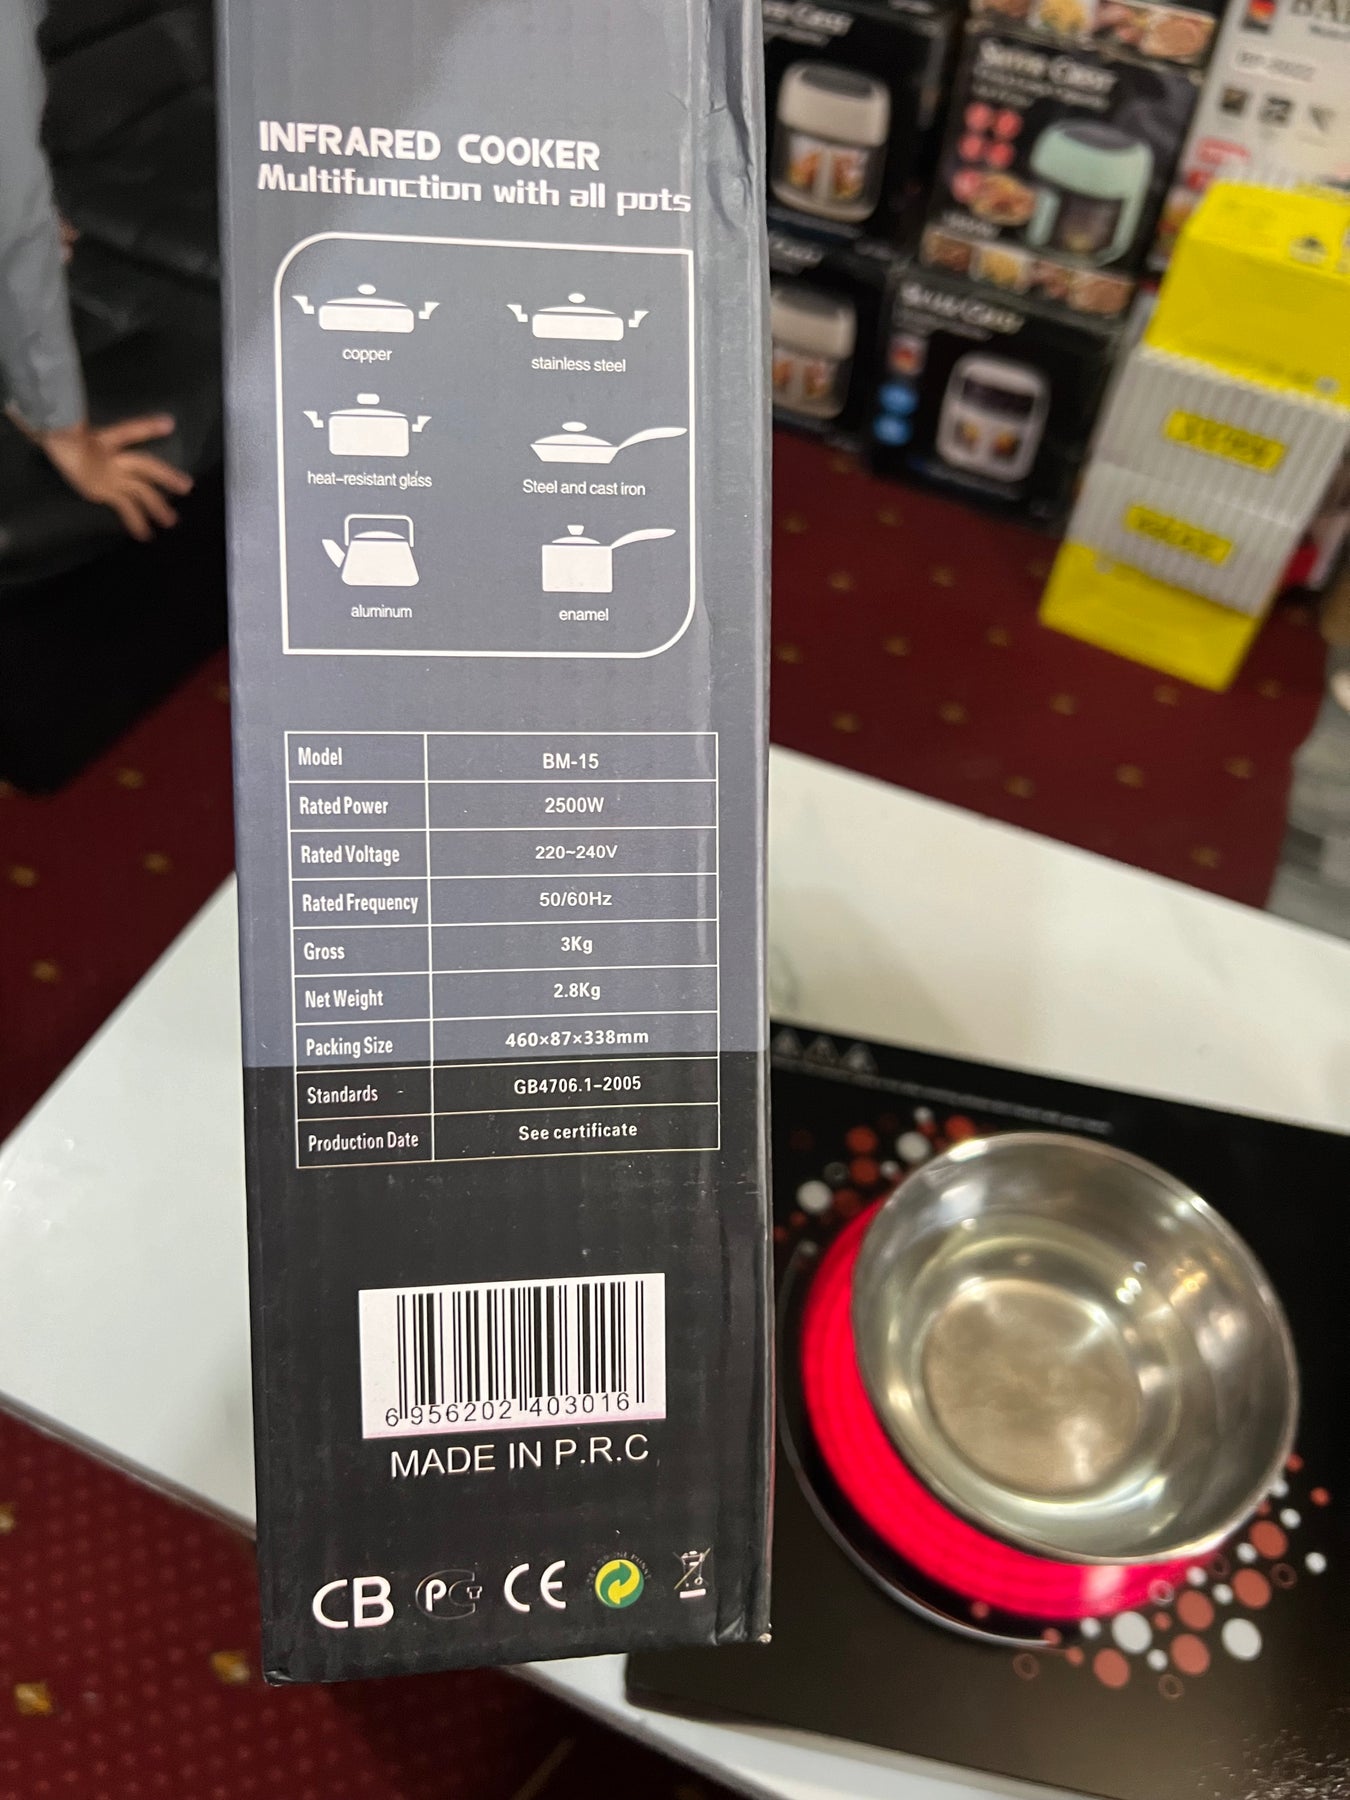 INFRARED COOKER
Multifunction with all pots
copper
stainless steel
heat-resistant glass
Steel and cast iron
aluminum
enamel
Model BM-15
Rated Power 2500W
Rated Voltage 220~240V
Rated Frequency 50/60Hz
Gross 3Kg
Net Weight 2.8Kg
Packing Size 460×87×338mm
Standards GB4706.1-2005
Production Date See certificate
6 956202 403016
MADE IN P.R.C
CB PCT CE